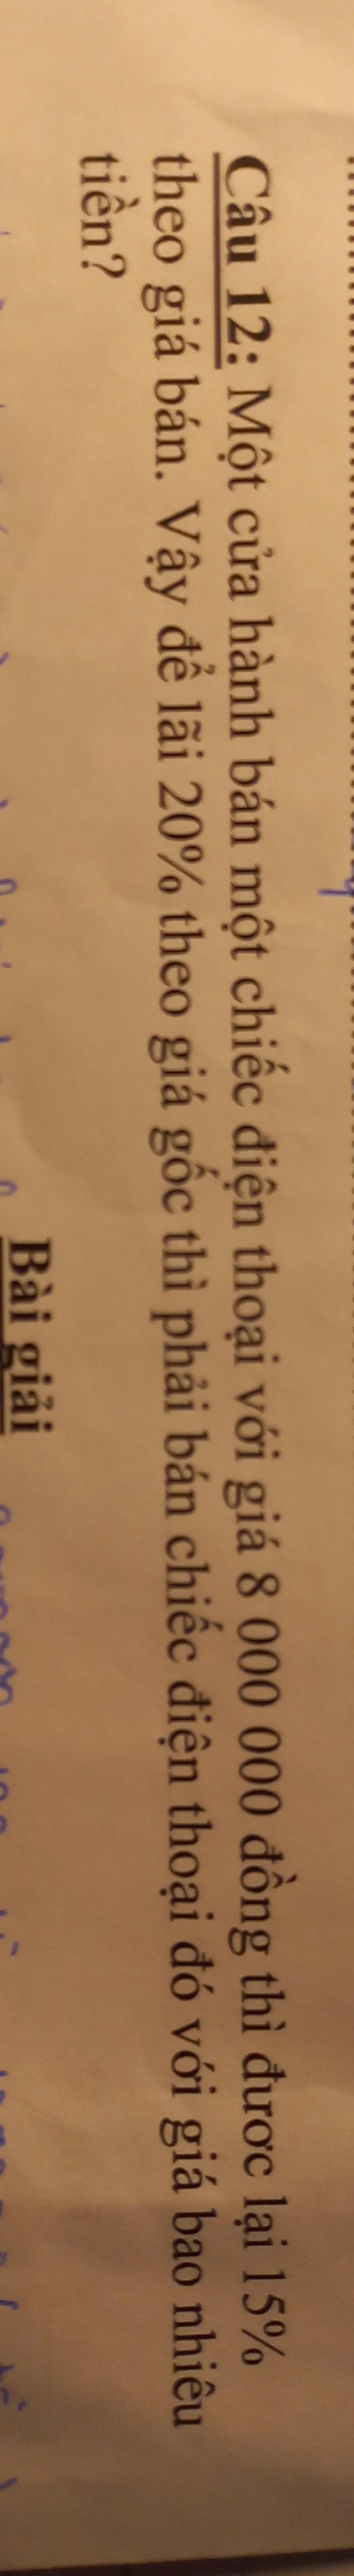 Câu 12: Một cửa hành bán một chiếc điện thoại với giá 8 000 000 đồng thì đươc lại 15%
theo giá bán. Vậy để lãi 20% theo giá gốc thì phải bán chiếc điện thoại đó với giá bao nhiêu
tiền?
Bài giải